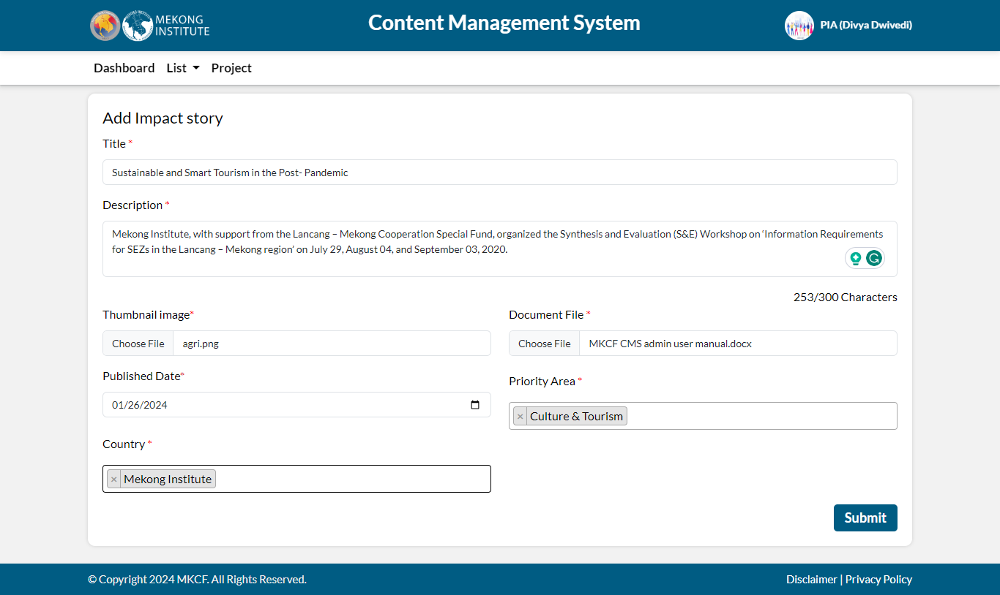 MEKONG
INSTITUTE
Content Management System
PIA (Divya Dwivedi)
Dashboard List Project
Add Impact story
Title *
Sustainable and Smart Tourism in the Post- Pandemic
Description *
Mekong Institute, with support from the Lancang – Mekong Cooperation Special Fund, organized the Synthesis and Evaluation (S&E) Workshop on ‘Information Requirements
for SEZs in the Lancang – Mekong region’ on July 29, August 04, and September 03, 2020.
253/300 Characters
Thumbnail image*
Choose File agri.png
Document File *
Choose File MKCF CMS admin user manual.docx
Published Date*
01/26/2024
Priority Area *
× Culture & Tourism
Country *
× Mekong Institute
Submit
© Copyright 2024 MKCF. All Rights Reserved.
Disclaimer | Privacy Policy